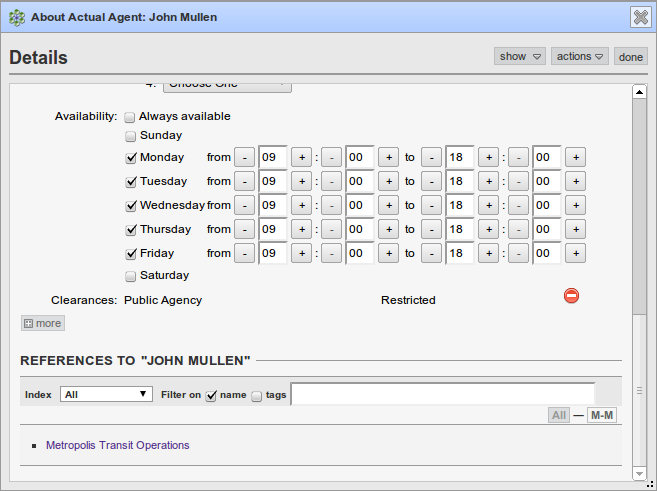 About Actual Agent: John Mullen
Details show actions done
4. Choose One
Availability: Always available
Sunday
Monday from - 09 + : - 00 + to - 18 + : - 00 +
Tuesday from - 09 + : - 00 + to - 18 + : - 00 +
Wednesday from - 09 + : - 00 + to - 18 + : - 00 +
Thursday from - 09 + : - 00 + to - 18 + : - 00 +
Friday from - 09 + : - 00 + to - 18 + : - 00 +
Saturday
Clearances: Public Agency Restricted
more
REFERENCES TO "JOHN MULLEN"
Index All Filter on name tags
All — M-M
Metropolis Transit Operations